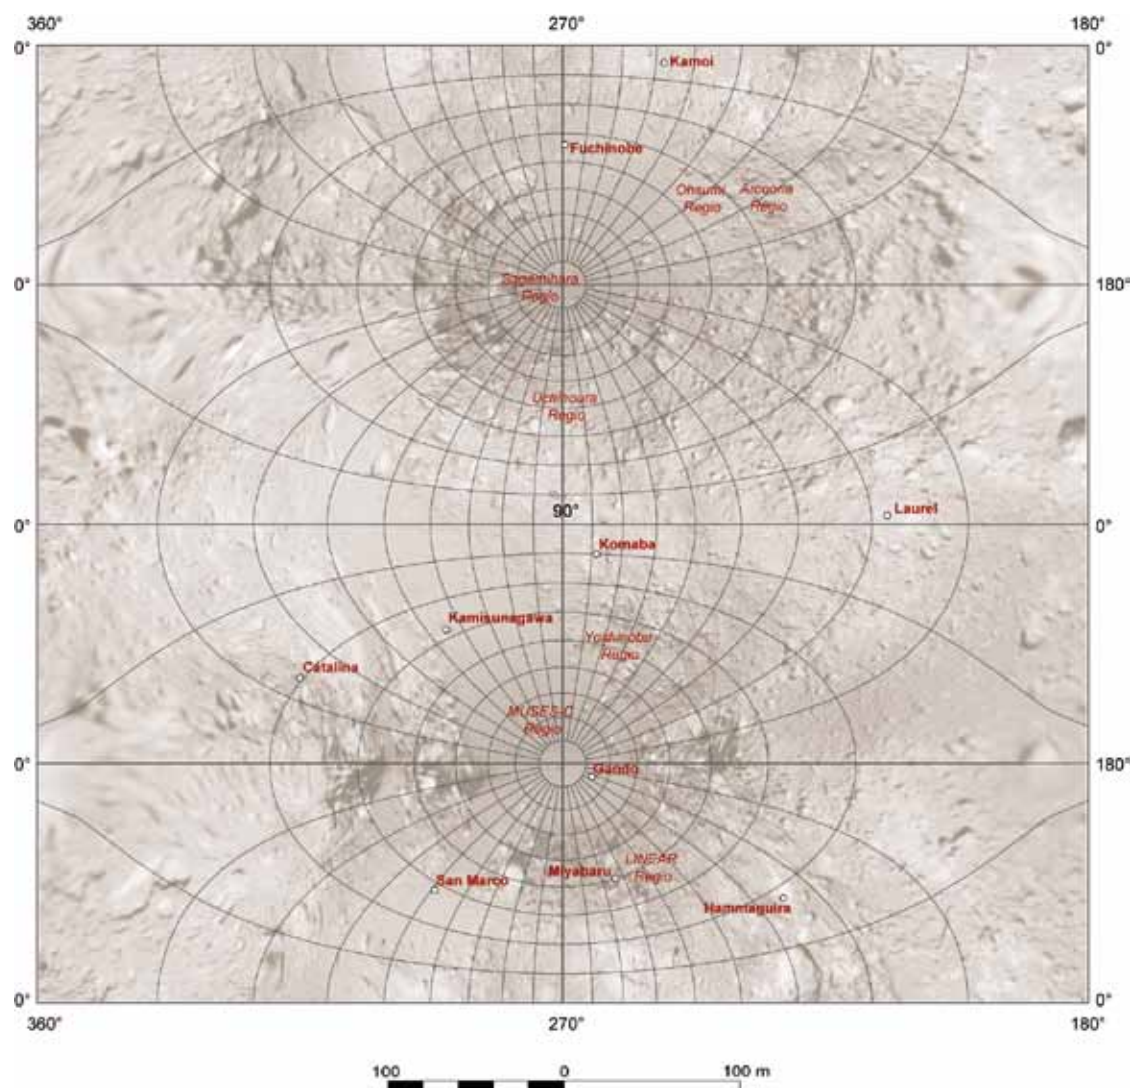 360° 270° 180°
0° 0°
Kamoi
Fuchinobe
Ohsumi Arcoona
Regio Regio
0° 180°
Sagamihara
Regio
Uchinoura
Regio
90°
0° 0°
Laurel
Komaba
Kamisunagawa
Yoshinobu
Regio
Catalina
MUSES-C
Regio
0° 180°
Gando
LINEAR
Regio
Miyabaru
San Marco
Hammaguira
0° 0°
360° 270° 180°
100 0 100 m